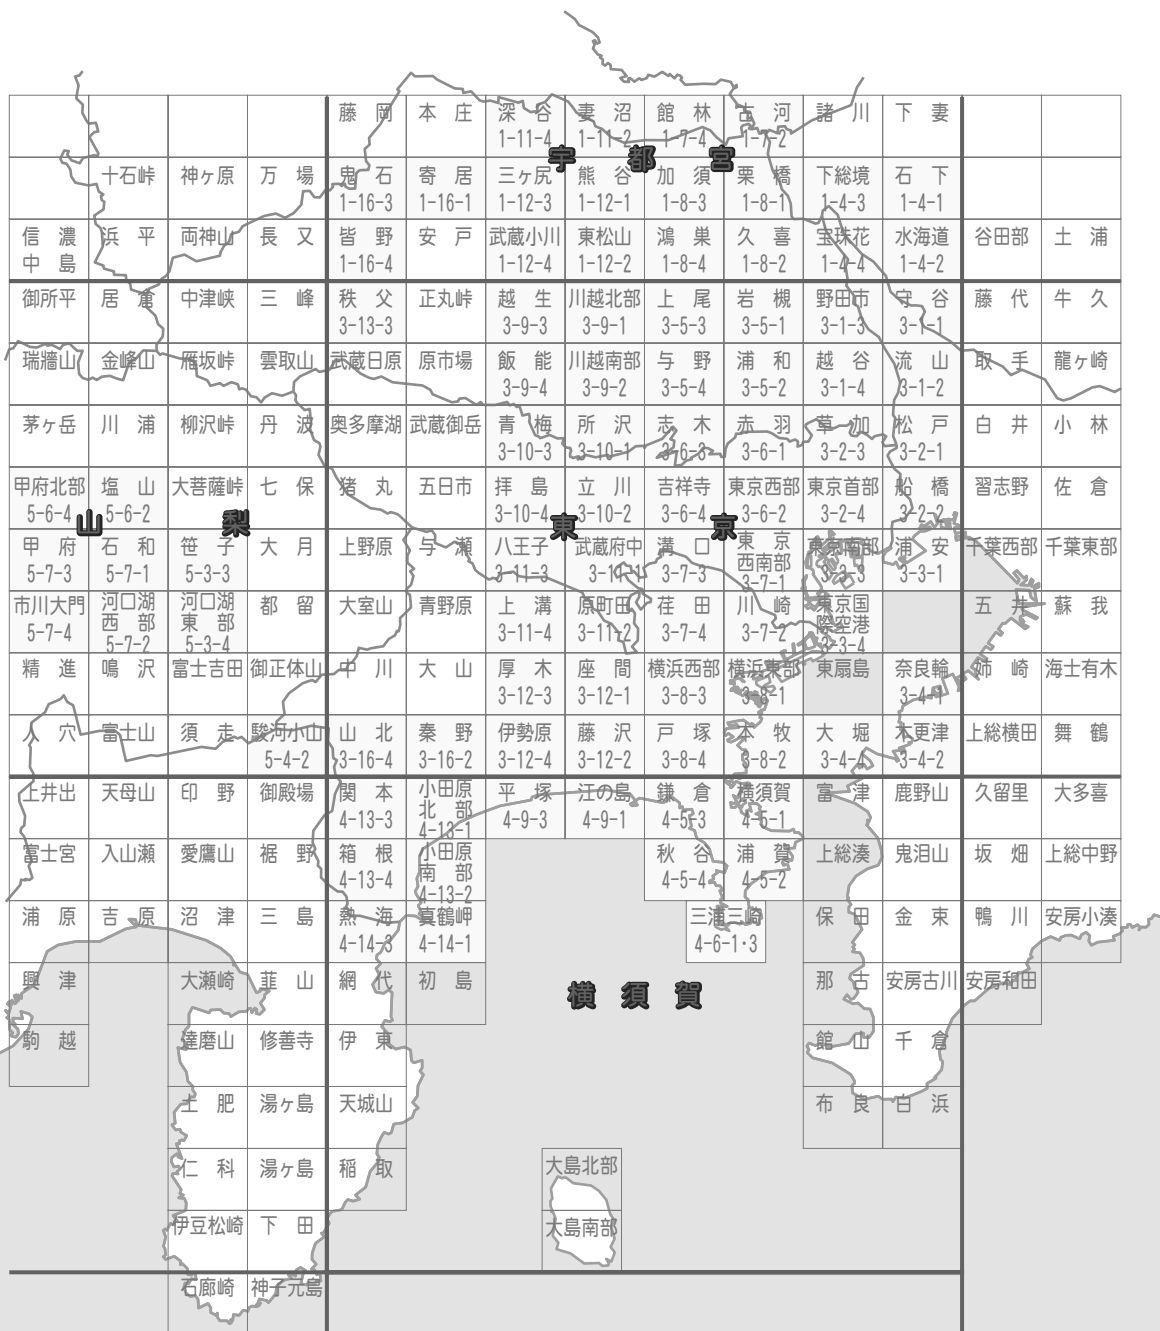 藤岡 本庄 深谷 妻沼 館林 古河 諸川 下妻
1-11-4 1-11-2 1-7-4 1-7-2
宇都宮
十石峠 神ヶ原 万場 鬼石 寄居 三ヶ尻 熊谷 加須 栗橋 下総境 石下
1-16-3 1-16-1 1-12-3 1-12-1 1-8-3 1-8-1 1-4-3 1-4-1
信濃 浜平 両神山 長又 皆野 安戸 武蔵小川 東松山 鴻巣 久喜 宝珠花 水海道 谷田部 土浦
中島 1-16-4 1-12-4 1-12-2 1-8-4 1-8-2 1-4-4 1-4-2
御所平 居倉 中津峡 三峰 秩父 正丸峠 越生 川越北部 上尾 岩槻 野田市 守谷 藤代 牛久
3-13-3 3-9-3 3-9-1 3-5-3 3-5-1 3-1-3 3-1-1
瑞牆山 金峰山 雁坂峠 雲取山 武蔵日原 原市場 飯能 川越南部 与野 浦和 越谷 流山 取手 龍ヶ崎
3-9-4 3-9-2 3-5-4 3-5-2 3-1-4 3-1-2
茅ヶ岳 川浦 柳沢峠 丹波 奥多摩湖 武蔵御岳 青梅 所沢 志木 赤羽 草加 松戸 白井 小林
3-10-3 3-10-1 3-6-3 3-6-1 3-2-3 3-2-1
甲府北部 塩山 大菩薩峠 七保 猪丸 五日市 拝島 立川 吉祥寺 東京西部 東京首部 船橋 習志野 佐倉
5-6-4 5-6-2 3-10-4 3-10-2 3-6-4 3-6-2 3-2-4 3-2-2
山梨 東京
甲府 石和 笹子 大月 上野原 与瀬 八王子 武蔵府中 溝口 東京 東京南部 浦安 千葉西部 千葉東部
西南部
5-7-3 5-7-1 5-3-3 3-11-3 3-11-1 3-7-3 3-7-1 3-3-3 3-3-1
市川大門 河口湖 河口湖 都留 大室山 青野原 上溝 原町田 荏田 川崎 東京国 五井 蘇我
西部 東部 際空港
5-7-4 5-7-2 5-3-4 3-11-4 3-11-2 3-7-4 3-7-2 3-3-4
精進 鳴沢 富士吉田 御正体山 中川 大山 厚木 座間 横浜西部 横浜東部 東扇島 奈良輪 姉崎 海士有木
3-12-3 3-12-1 3-8-3 3-8-1 3-4-1
人穴 富士山 須走 駿河小山 山北 秦野 伊勢原 藤沢 戸塚 本牧 大堀 木更津 上総横田 舞鶴
5-4-2 3-16-4 3-16-2 3-12-4 3-12-2 3-8-4 3-8-2 3-4-4 3-4-2
上井出 天母山 印野 御殿場 関本 小田原 平塚 江の島 鎌倉 横須賀 富津 鹿野山 久留里 大多喜
北部
4-13-3 4-13-1 4-9-3 4-9-1 4-5-3 4-5-1
富士宮 入山瀬 愛鷹山 裾野 箱根 小田原 秋谷 浦賀 上総湊 鬼泪山 坂畑 上総中野
南部
4-13-4 4-13-2 4-5-4 4-5-2
浦原 吉原 沼津 三島 熱海 真鶴岬 三浦三崎 保田 金束 鴨川 安房小湊
4-14-3 4-14-1 4-6-1・3
興津 大瀬崎 韮山 網代 初島 那古 安房古川 安房和田
横須賀
駒越 達磨山 修善寺 伊東 館山 千倉
土肥 湯ヶ島 天城山 布良 白浜
仁科 湯ヶ島 稲取 大島北部
伊豆松崎 下田 大島南部
石廊崎 神子元島